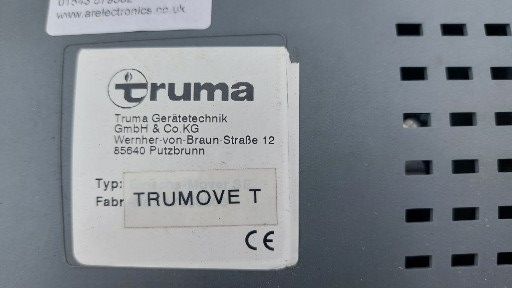 www.arelectronics.co.uk
truma
Truma Gerätetechnik
GmbH & Co.KG
Wernher-von-Braun-Straße 12
85640 Putzbrunn
Typ:
Fabr
TRUMOVE T
CE